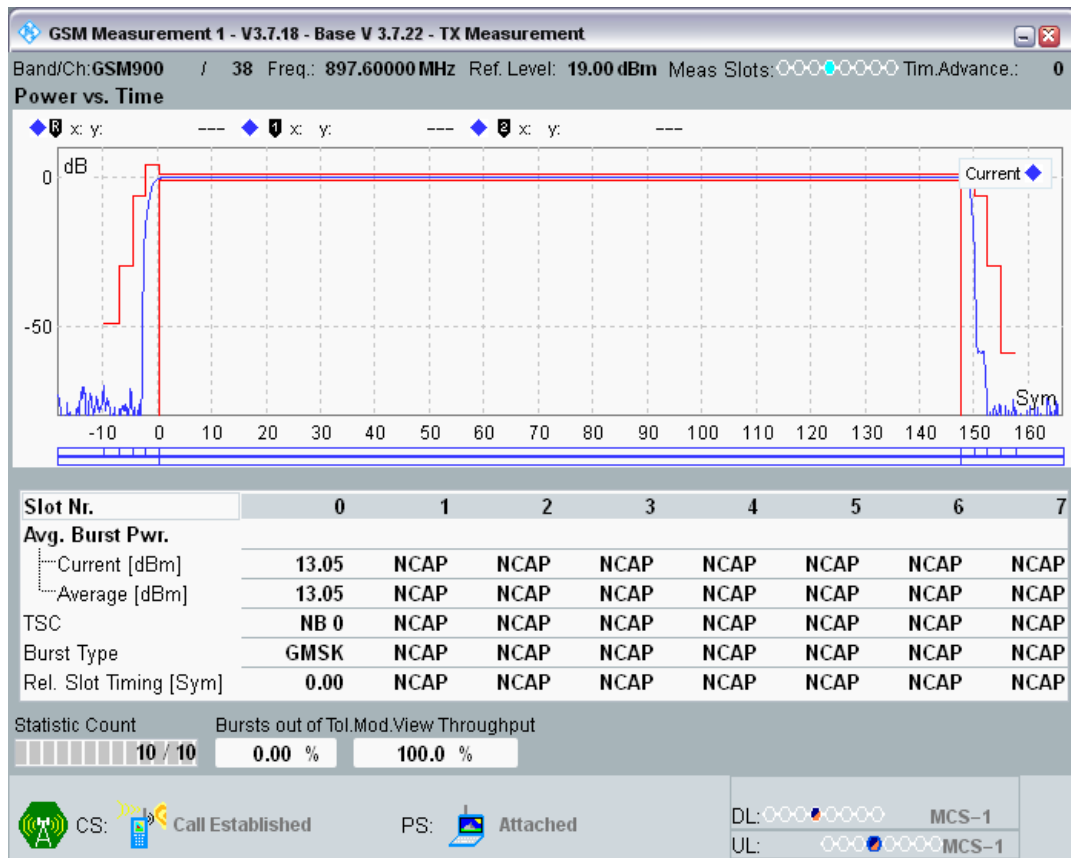 GSM Measurement 1 - V3.7.18 - Base V 3.7.22 - TX Measurement
Band/Ch:GSM900 / 38 Freq.: 897.60000 MHz Ref. Level: 19.00 dBm Meas Slots: Tim.Advance.: 0
Power vs. Time
R x: y: --- 1 x: y: --- 2 x: y: ---
dB
Current
0
-50
Sym
-10 0 10 20 30 40 50 60 70 80 90 100 110 120 130 140 150 160
Slot Nr. 0 1 2 3 4 5 6 7
Avg. Burst Pwr.
Current [dBm] 13.05 NCAP NCAP NCAP NCAP NCAP NCAP NCAP
Average [dBm] 13.05 NCAP NCAP NCAP NCAP NCAP NCAP NCAP
TSC NB 0 NCAP NCAP NCAP NCAP NCAP NCAP NCAP
Burst Type GMSK NCAP NCAP NCAP NCAP NCAP NCAP NCAP
Rel. Slot Timing [Sym] 0.00 NCAP NCAP NCAP NCAP NCAP NCAP NCAP
Statistic Count Bursts out of Tol. Mod.View Throughput
10 / 10 0.00 % 100.0 %
CS: Call Established PS: Attached DL: MCS-1
UL: MCS-1